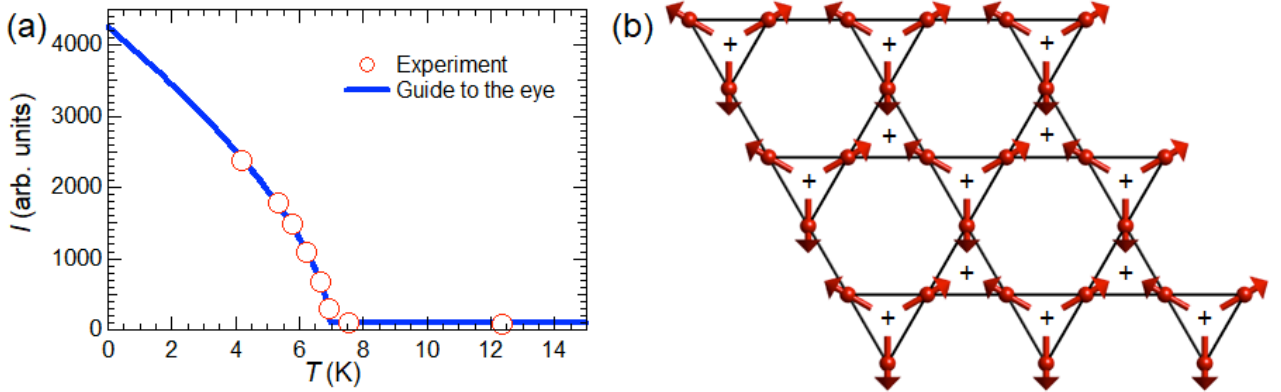 (a)
4000
3000
2000
1000
0
I (arb. units)
Experiment
Guide to the eye
0 2 4 6 8 10 12 14
T (K)
(b)
+ + +
+ +
+ + +
+ +
+ + +